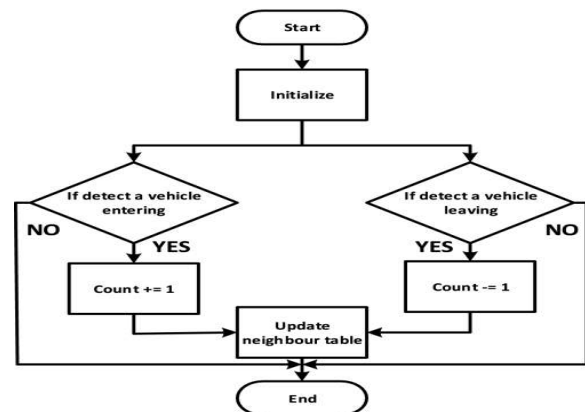 Start
Initialize
If detect a vehicle
entering
If detect a vehicle
leaving
NO
YES
YES
NO
Count += 1
Count -= 1
Update
neighbour table
End